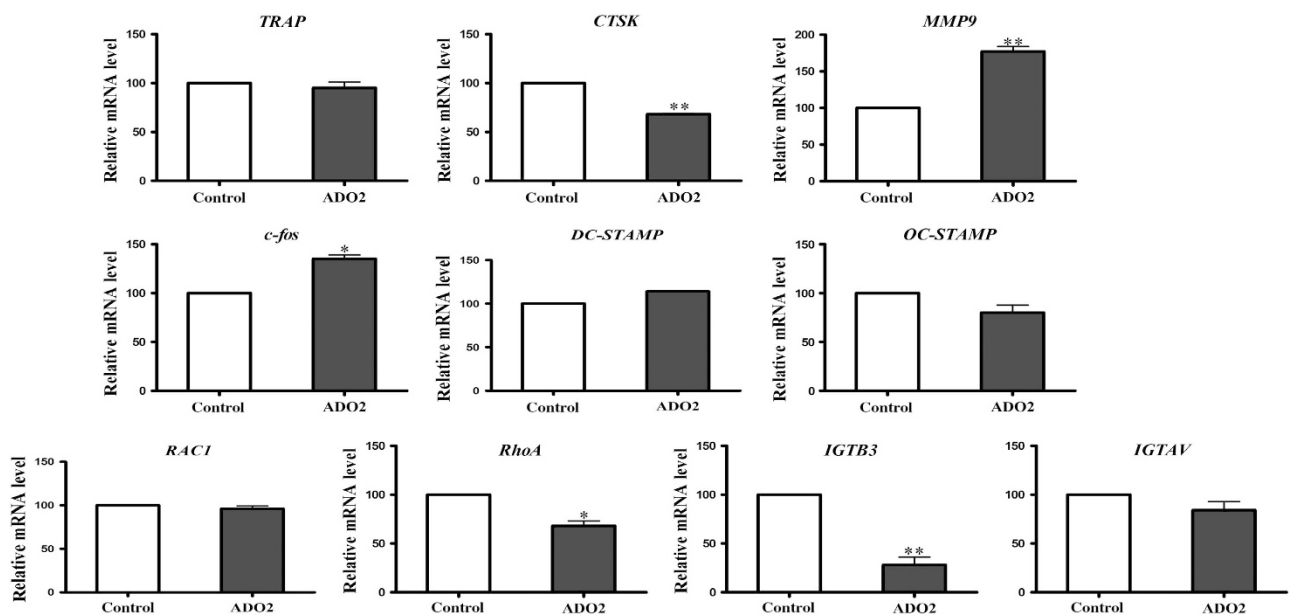 TRAP
Relative mRNA level
150
100
50
0
Control
ADO2
CTSK
Relative mRNA level
150
100
50
0
**
Control
ADO2
MMP9
Relative mRNA level
200
150
100
50
0
**
Control
ADO2
c-fos
Relative mRNA level
150
100
50
0
*
Control
ADO2
DC-STAMP
Relative mRNA level
150
100
50
0
Control
ADO2
OC-STAMP
Relative mRNA level
150
100
50
0
Control
ADO2
RAC1
Relative mRNA level
150
100
50
0
Control
ADO2
RhoA
Relative mRNA level
150
100
50
0
*
Control
ADO2
IGTB3
Relative mRNA level
150
100
50
0
**
Control
ADO2
IGTAV
Relative mRNA level
150
100
50
0
Control
ADO2